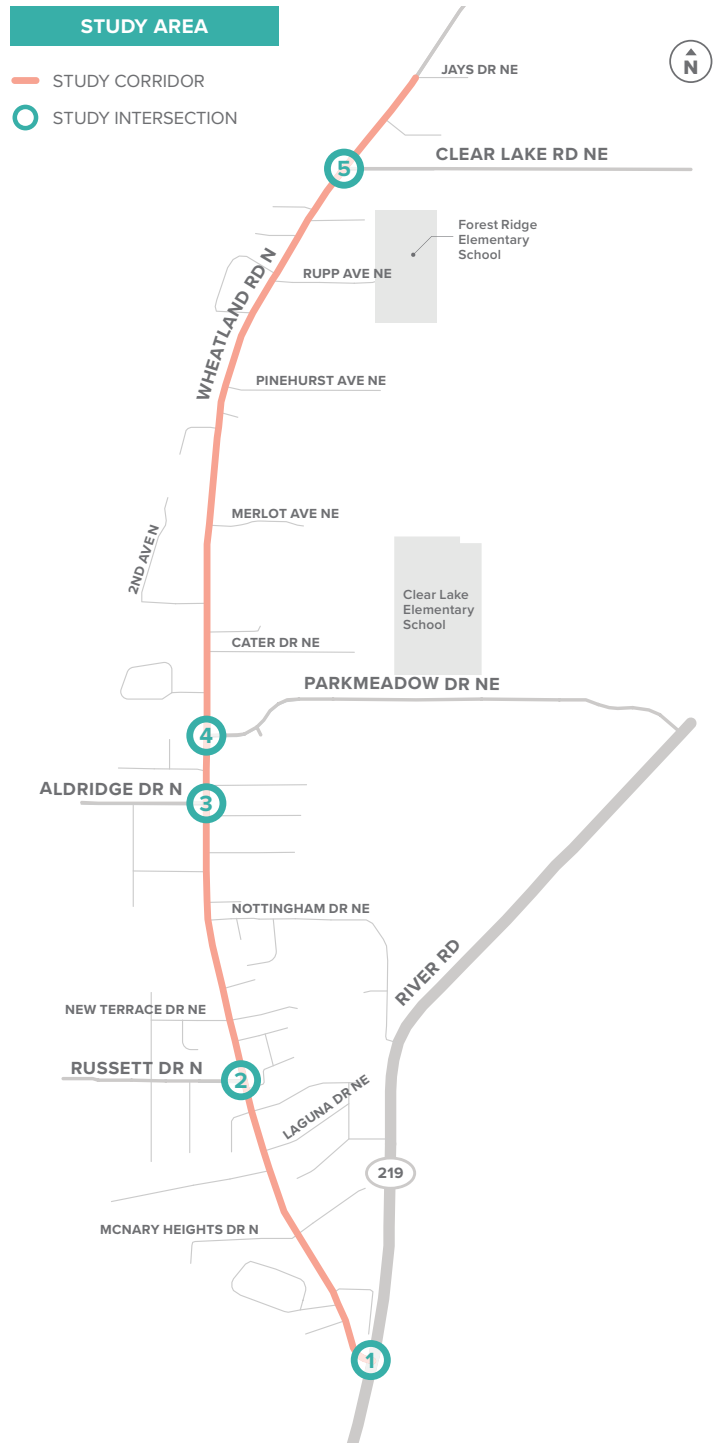 STUDY AREA
STUDY CORRIDOR
STUDY INTERSECTION
N
JAYS DR NE
CLEAR LAKE RD NE
5
Forest Ridge
Elementary
School
WHEATLAND RD N
RUPP AVE NE
PINEHURST AVE NE
MERLOT AVE NE
2ND AVE N
Clear Lake
Elementary
School
CATER DR NE
PARKMEADOW DR NE
4
ALDRIDGE DR N
3
NOTTINGHAM DR NE
RIVER RD
NEW TERRACE DR NE
RUSSETT DR N
2
LAGUNA DR NE
219
MCNARY HEIGHTS DR N
1